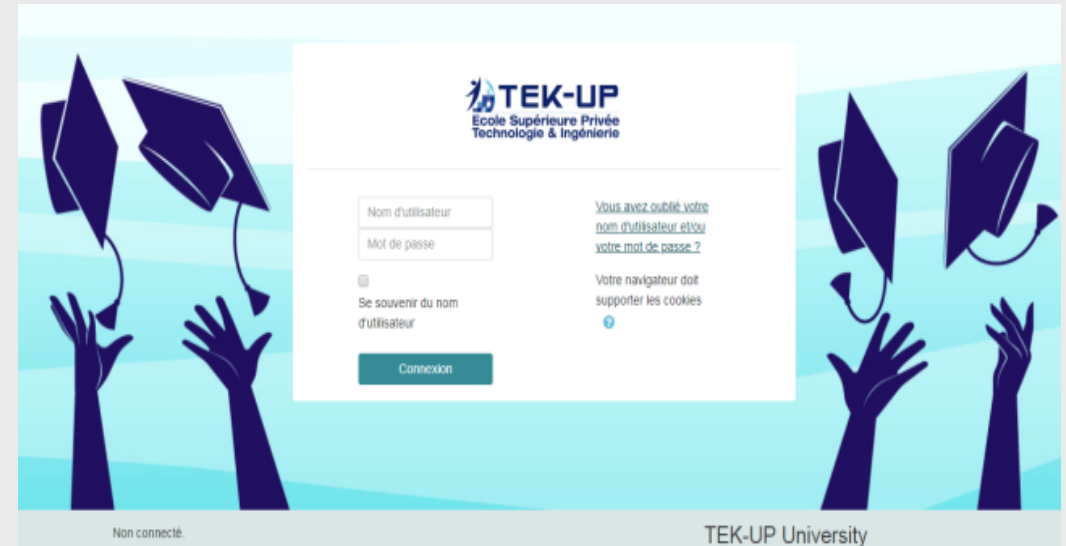 TEK-UP
Ecole Supérieure Privée
Technologie & Ingénierie
Nom d'utilisateur
Mot de passe
Se souvenir du nom
d'utilisateur
Connexion
Vous avez oublié votre
nom d'utilisateur et/ou
votre mot de passe ?
Votre navigateur doit
supporter les cookies
?
Non connecté.
TEK-UP University